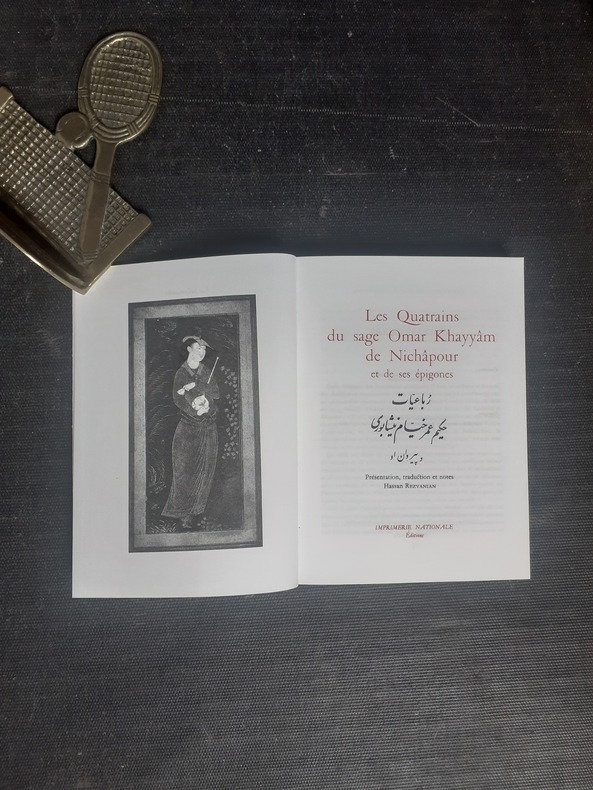 Les Quatrains
du sage Omar Khayyâm
de Nichâpour
et de ses épigones
رباعیات
حکیم عمر خیام نیشابوری
و پیروان او
Présentation, traduction et notes
Hassan REZVANIAN
IMPRIMERIE NATIONALE
Éditions